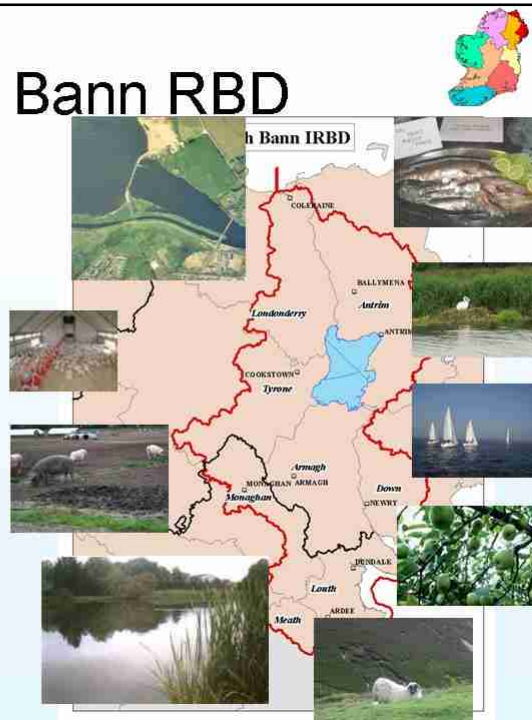 Bann RBD
h Bann IRBD
COLERAINE
BALLYMENA
Antrim
Londonderry
ANTRIM
COOKSTOWN
Tyrone
Armagh
MONAGHAN
ARMAGH
Down
Monaghan
NEWRY
DUNDALK
Louth
ARDEE
Meath